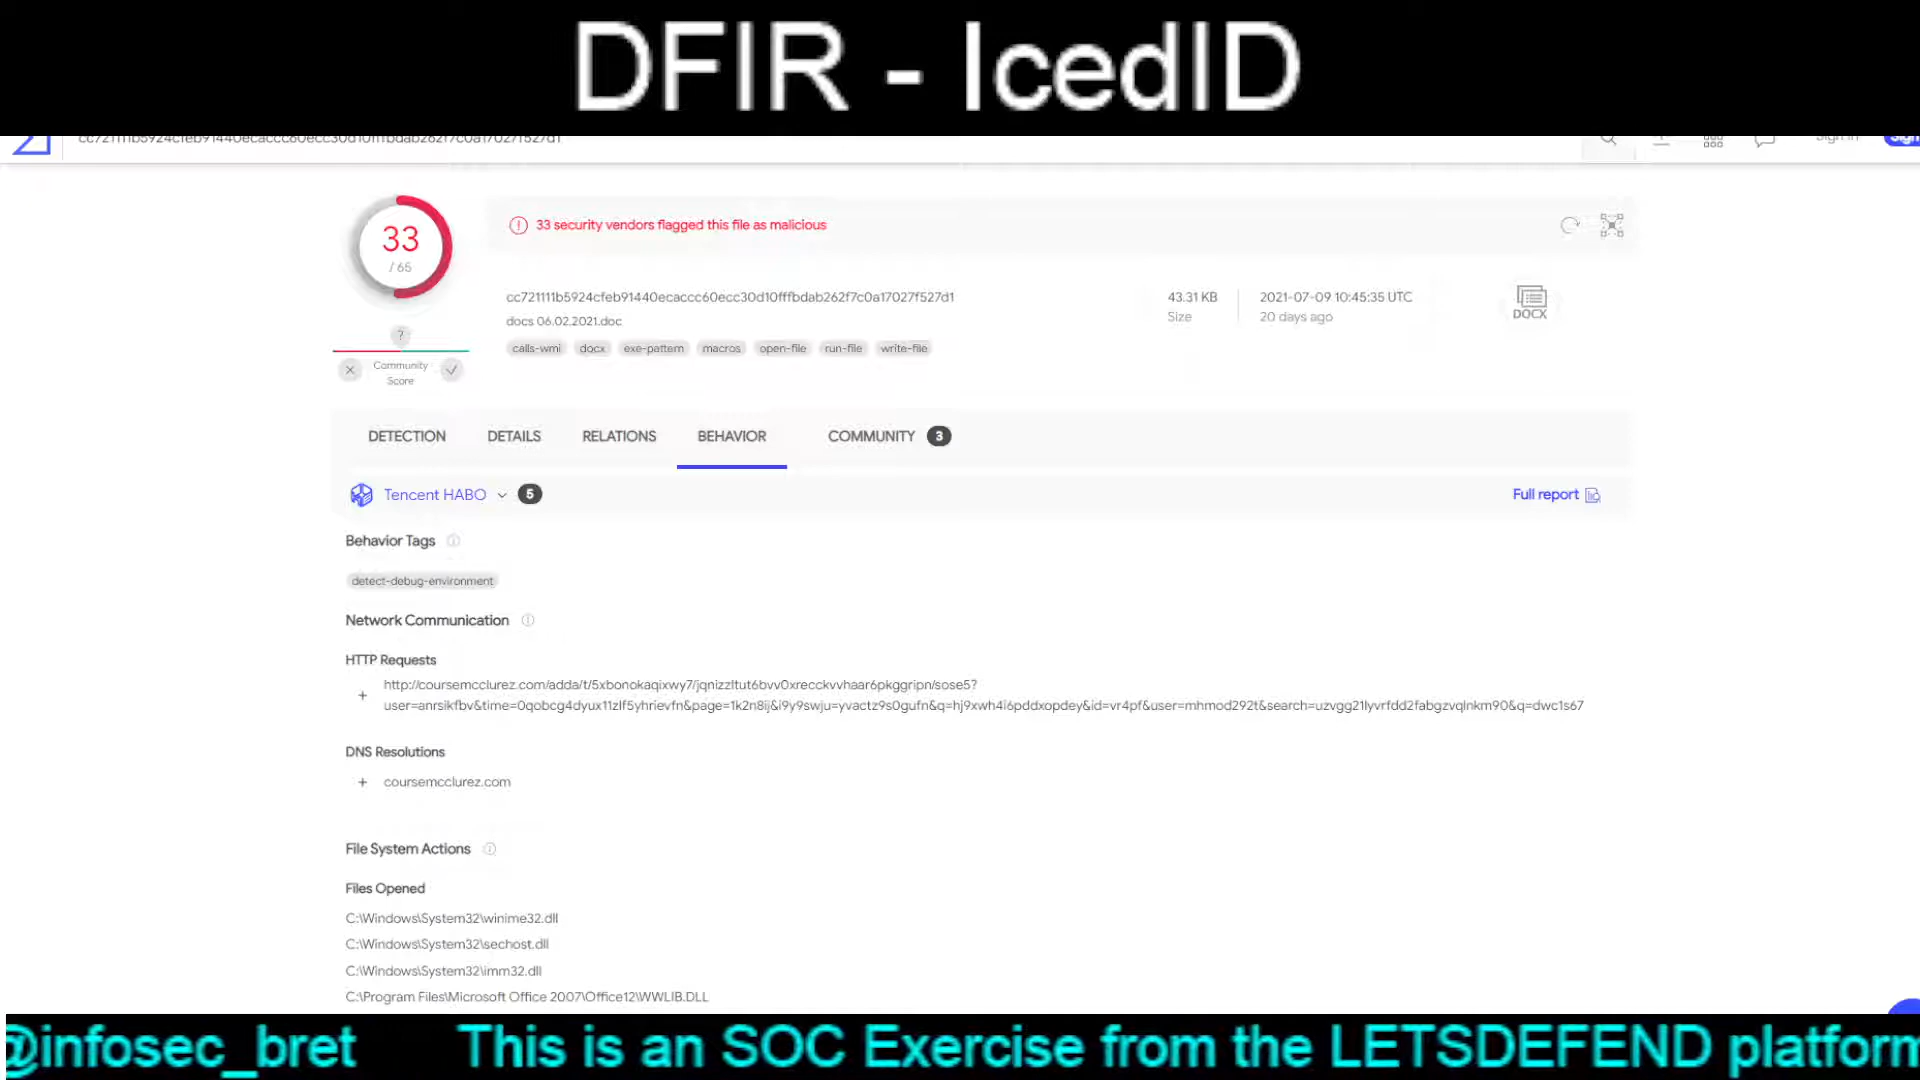 DFIR - IcedID
cc721111b5924cfeb91440ecaccc60ecc30d10fffbdab262f7c0a17027f527d1
Sign in
33
/ 65
33 security vendors flagged this file as malicious
cc721111b5924cfeb91440ecaccc60ecc30d10fffbdab262f7c0a17027f527d1
docs 06.02.2021.doc
calls-wmi docx exe-pattern macros open-file run-file write-file
43.31 KB
Size
2021-07-09 10:45:35 UTC
20 days ago
DOCX
?
Community
Score
DETECTION DETAILS RELATIONS BEHAVIOR COMMUNITY 3
Tencent HABO 5
Full report
Behavior Tags
detect-debug-environment
Network Communication
HTTP Requests
+ http://coursemcclurez.com/adda/t/5xbonokaqixwy7/jqnizzltut6bvv0xrecckvvhaar6pkggripn/sose5?
user=anrsikfbv&time=0qobcg4dyux11zlf5yhrievfn&page=1k2n8ij&i9y9swju=yvactz9s0gufn&q=hj9xwh4i6pddxopdey&id=vr4pf&user=mhmod292t&search=uzvgg21lyvrfdd2fabgzvqlnkm90&q=dwc1s67
DNS Resolutions
+ coursemcclurez.com
File System Actions
Files Opened
C:\Windows\System32\winime32.dll
C:\Windows\System32\sechost.dll
C:\Windows\System32\imm32.dll
C:\Program Files\Microsoft Office 2007\Office12\WWLIB.DLL
@infosec_bret This is an SOC Exercise from the LETSDEFEND platform